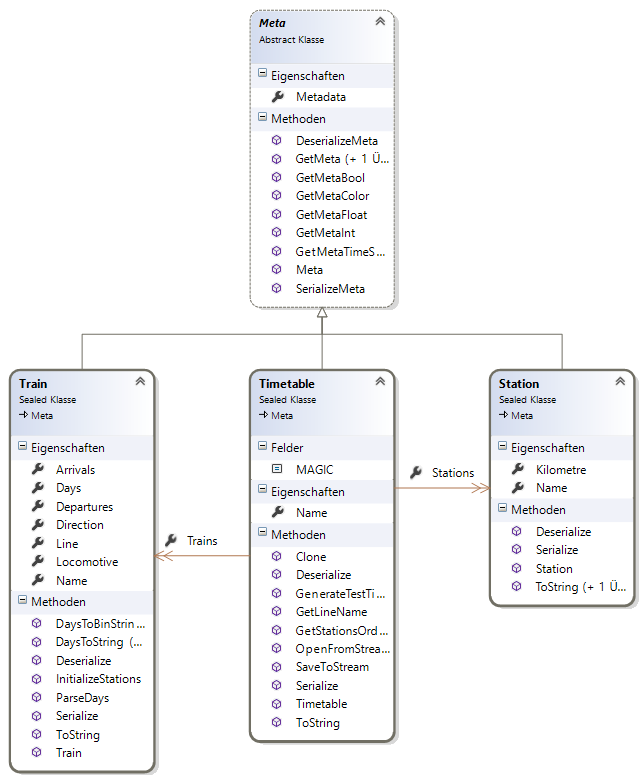 Meta
Abstract Klasse
Eigenschaften
Metadata
Methoden
DeserializeMeta
GetMeta (+ 1 Ü...
GetMetaBool
GetMetaColor
GetMetaFloat
GetMetaInt
GetMetaTimeS...
Meta
SerializeMeta
Train
Sealed Klasse
Meta
Eigenschaften
Arrivals
Days
Departures
Direction
Line
Locomotive
Name
Methoden
DaysToBinStrin...
DaysToString (...
Deserialize
InitializeStations
ParseDays
Serialize
ToString
Train
Trains
Timetable
Sealed Klasse
Meta
Felder
MAGIC
Eigenschaften
Name
Methoden
Clone
Deserialize
GenerateTestTi...
GetLineName
GetStationsOrd...
OpenFromStrea...
SaveToStream
Serialize
Timetable
ToString
Stations
Station
Sealed Klasse
Meta
Eigenschaften
Kilometre
Name
Methoden
Deserialize
Serialize
Station
ToString (+ 1 Ü...